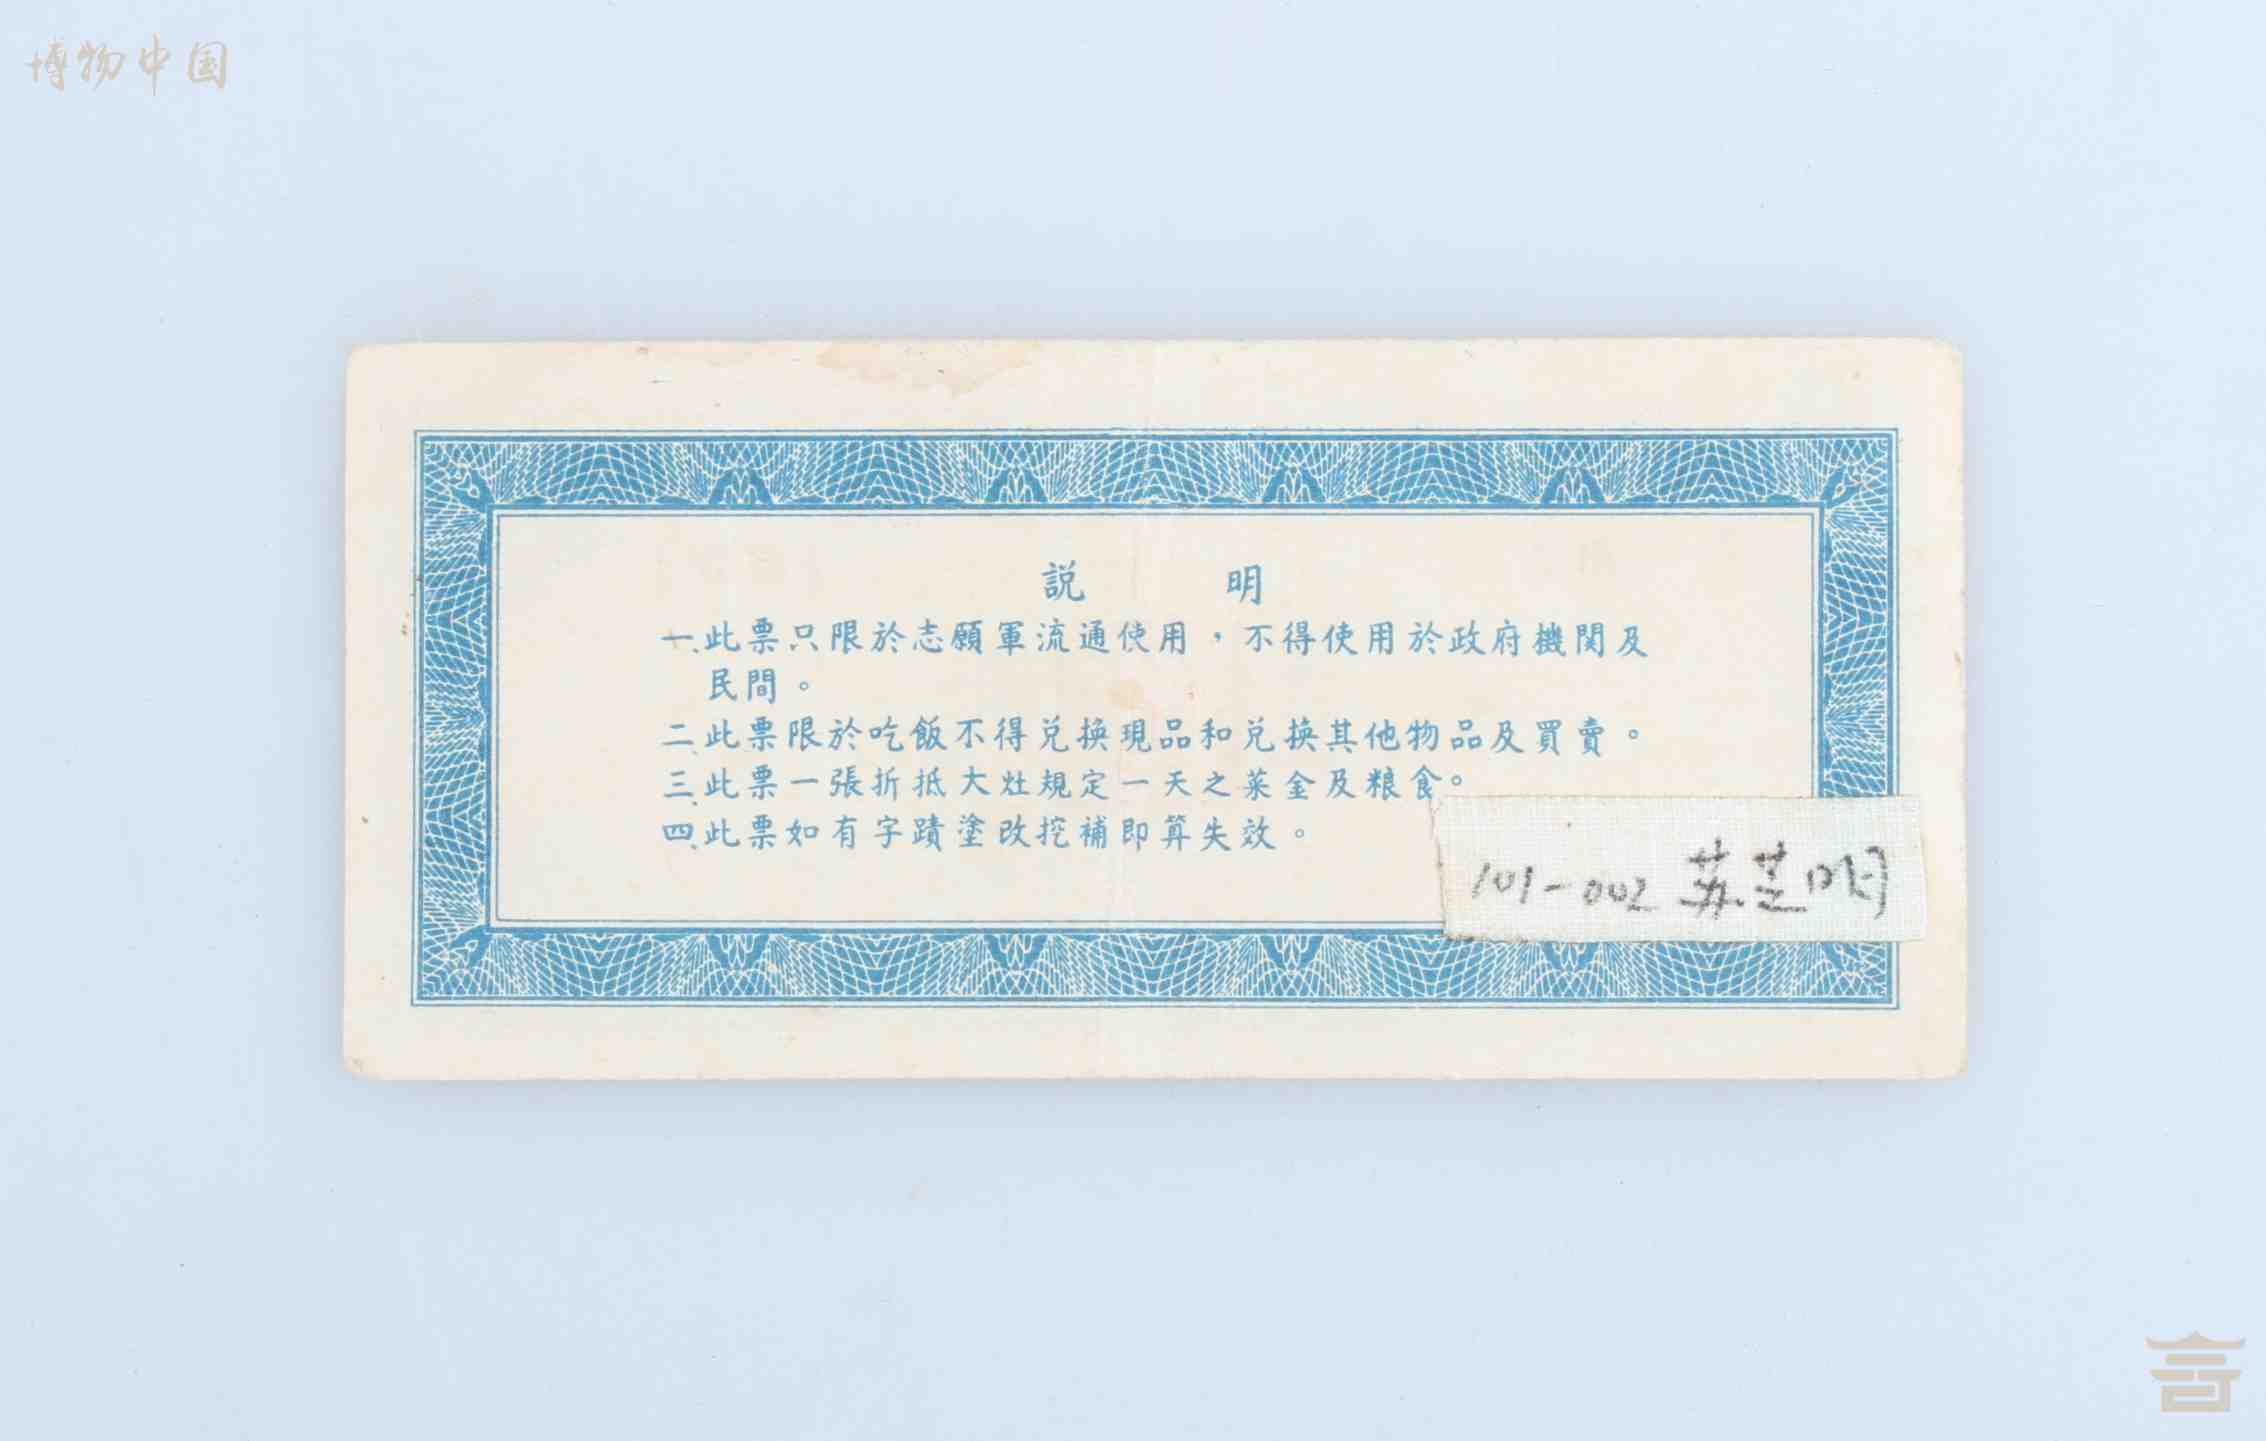 博物中国
説 明
一、此票只限於志願軍流通使用，不得使用於政府機関及
民間。
二、此票限於吃飯不得兑換現品和兑換其他物品及買賣。
三、此票一張折抵大灶規定一天之菜金及粮食。
四、此票如有字蹟塗改挖補即算失效。
101-002 苏芝明